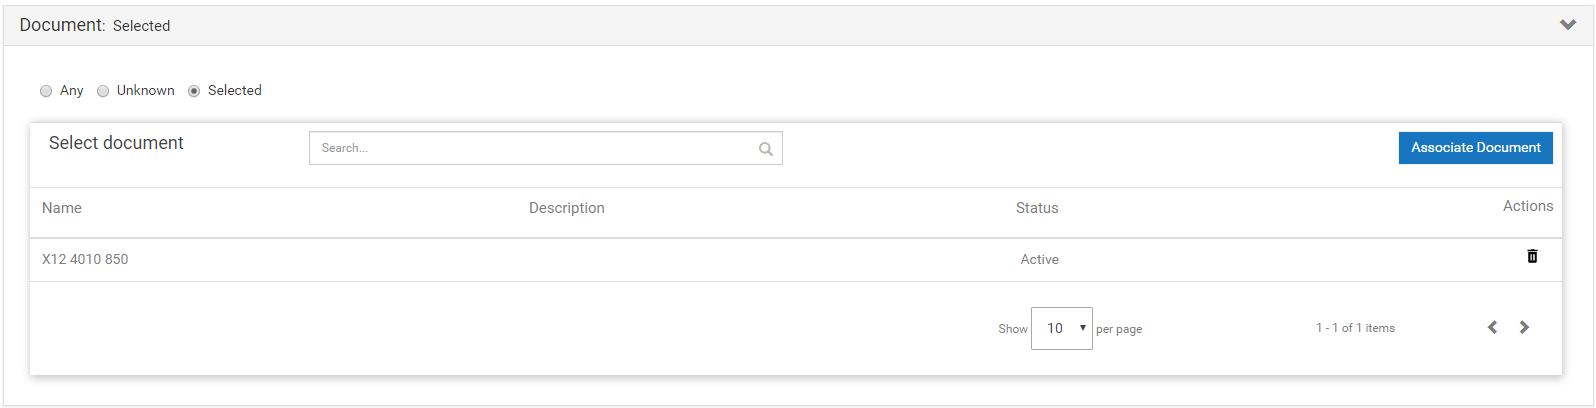 Document: Selected
Any Unknown Selected
Select document Search... Associate Document
Name Description Status Actions
X12 4010 850 Active
Show 10 per page 1 - 1 of 1 items